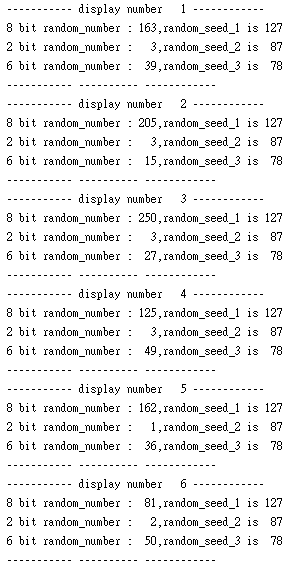 ----------- display number   1 ------------
8 bit random_number : 163,random_seed_1 is 127
2 bit random_number :   3,random_seed_2 is  87
6 bit random_number :  39,random_seed_3 is  78
----------- ---------- ------------
----------- display number   2 ------------
8 bit random_number : 205,random_seed_1 is 127
2 bit random_number :   3,random_seed_2 is  87
6 bit random_number :  15,random_seed_3 is  78
----------- ---------- ------------
----------- display number   3 ------------
8 bit random_number : 250,random_seed_1 is 127
2 bit random_number :   3,random_seed_2 is  87
6 bit random_number :  27,random_seed_3 is  78
----------- ---------- ------------
----------- display number   4 ------------
8 bit random_number : 125,random_seed_1 is 127
2 bit random_number :   3,random_seed_2 is  87
6 bit random_number :  49,random_seed_3 is  78
----------- ---------- ------------
----------- display number   5 ------------
8 bit random_number : 162,random_seed_1 is 127
2 bit random_number :   1,random_seed_2 is  87
6 bit random_number :  36,random_seed_3 is  78
----------- ---------- ------------
----------- display number   6 ------------
8 bit random_number :  81,random_seed_1 is 127
2 bit random_number :   2,random_seed_2 is  87
6 bit random_number :  50,random_seed_3 is  78
----------- ---------- ------------